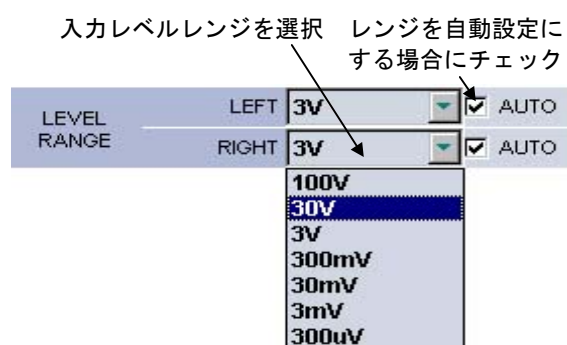 入力レベルレンジを選択
レンジを自動設定に
する場合にチェック
LEVEL
RANGE
LEFT 3V AUTO
RIGHT 3V AUTO
100V
30V
3V
300mV
30mV
3mV
300uV